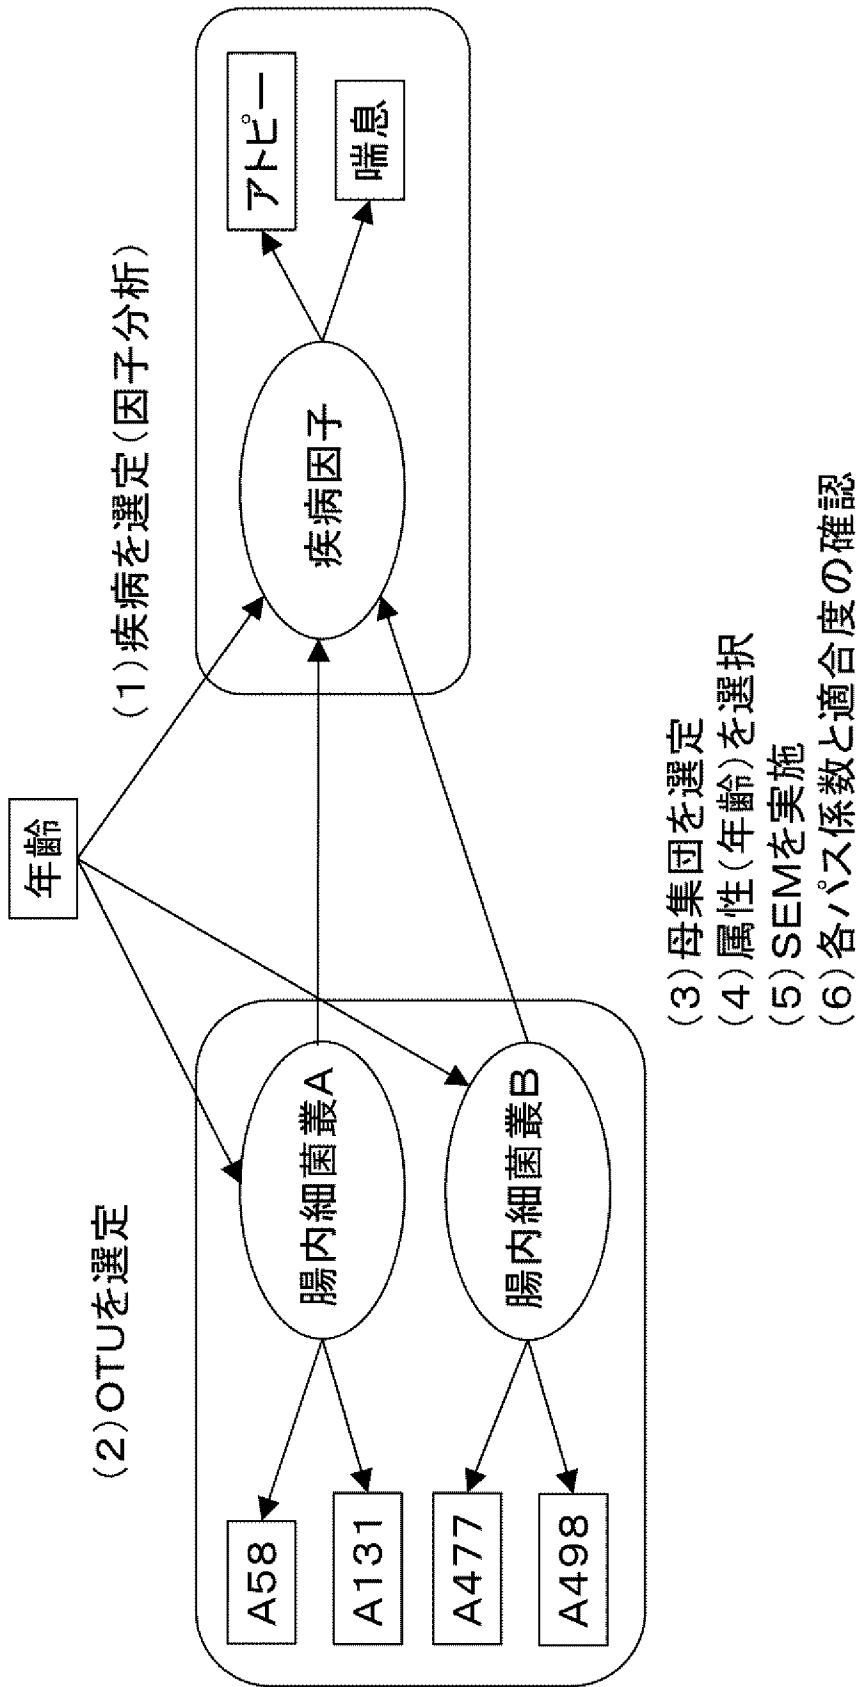 年齢
(1)疾病を選定(因子分析)
(2)OTUを選定
A58
A131
腸内細菌叢A
疾病因子
アトピー
喘息
A477
A498
腸内細菌叢B
(3)母集団を選定
(4)属性(年齢)を選択
(5)SEMを実施
(6)各パス係数と適合度の確認